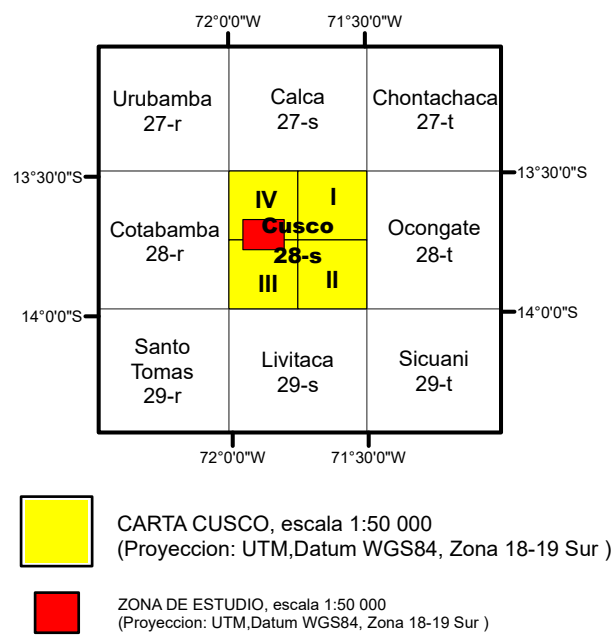 72°0'0"W
71°30'0"W
Urubamba
27-r
Calca
27-s
Chontachaca
27-t
13°30'0"S
13°30'0"S
IV
I
Cotabamba
28-r
Cusco
28-s
Ocongate
28-t
III
II
14°0'0"S
14°0'0"S
Santo
Tomas
29-r
Livitaca
29-s
Sicuani
29-t
72°0'0"W
71°30'0"W
CARTA CUSCO, escala 1:50 000
(Proyeccion: UTM,Datum WGS84, Zona 18-19 Sur )
ZONA DE ESTUDIO, escala 1:50 000
(Proyeccion: UTM,Datum WGS84, Zona 18-19 Sur )